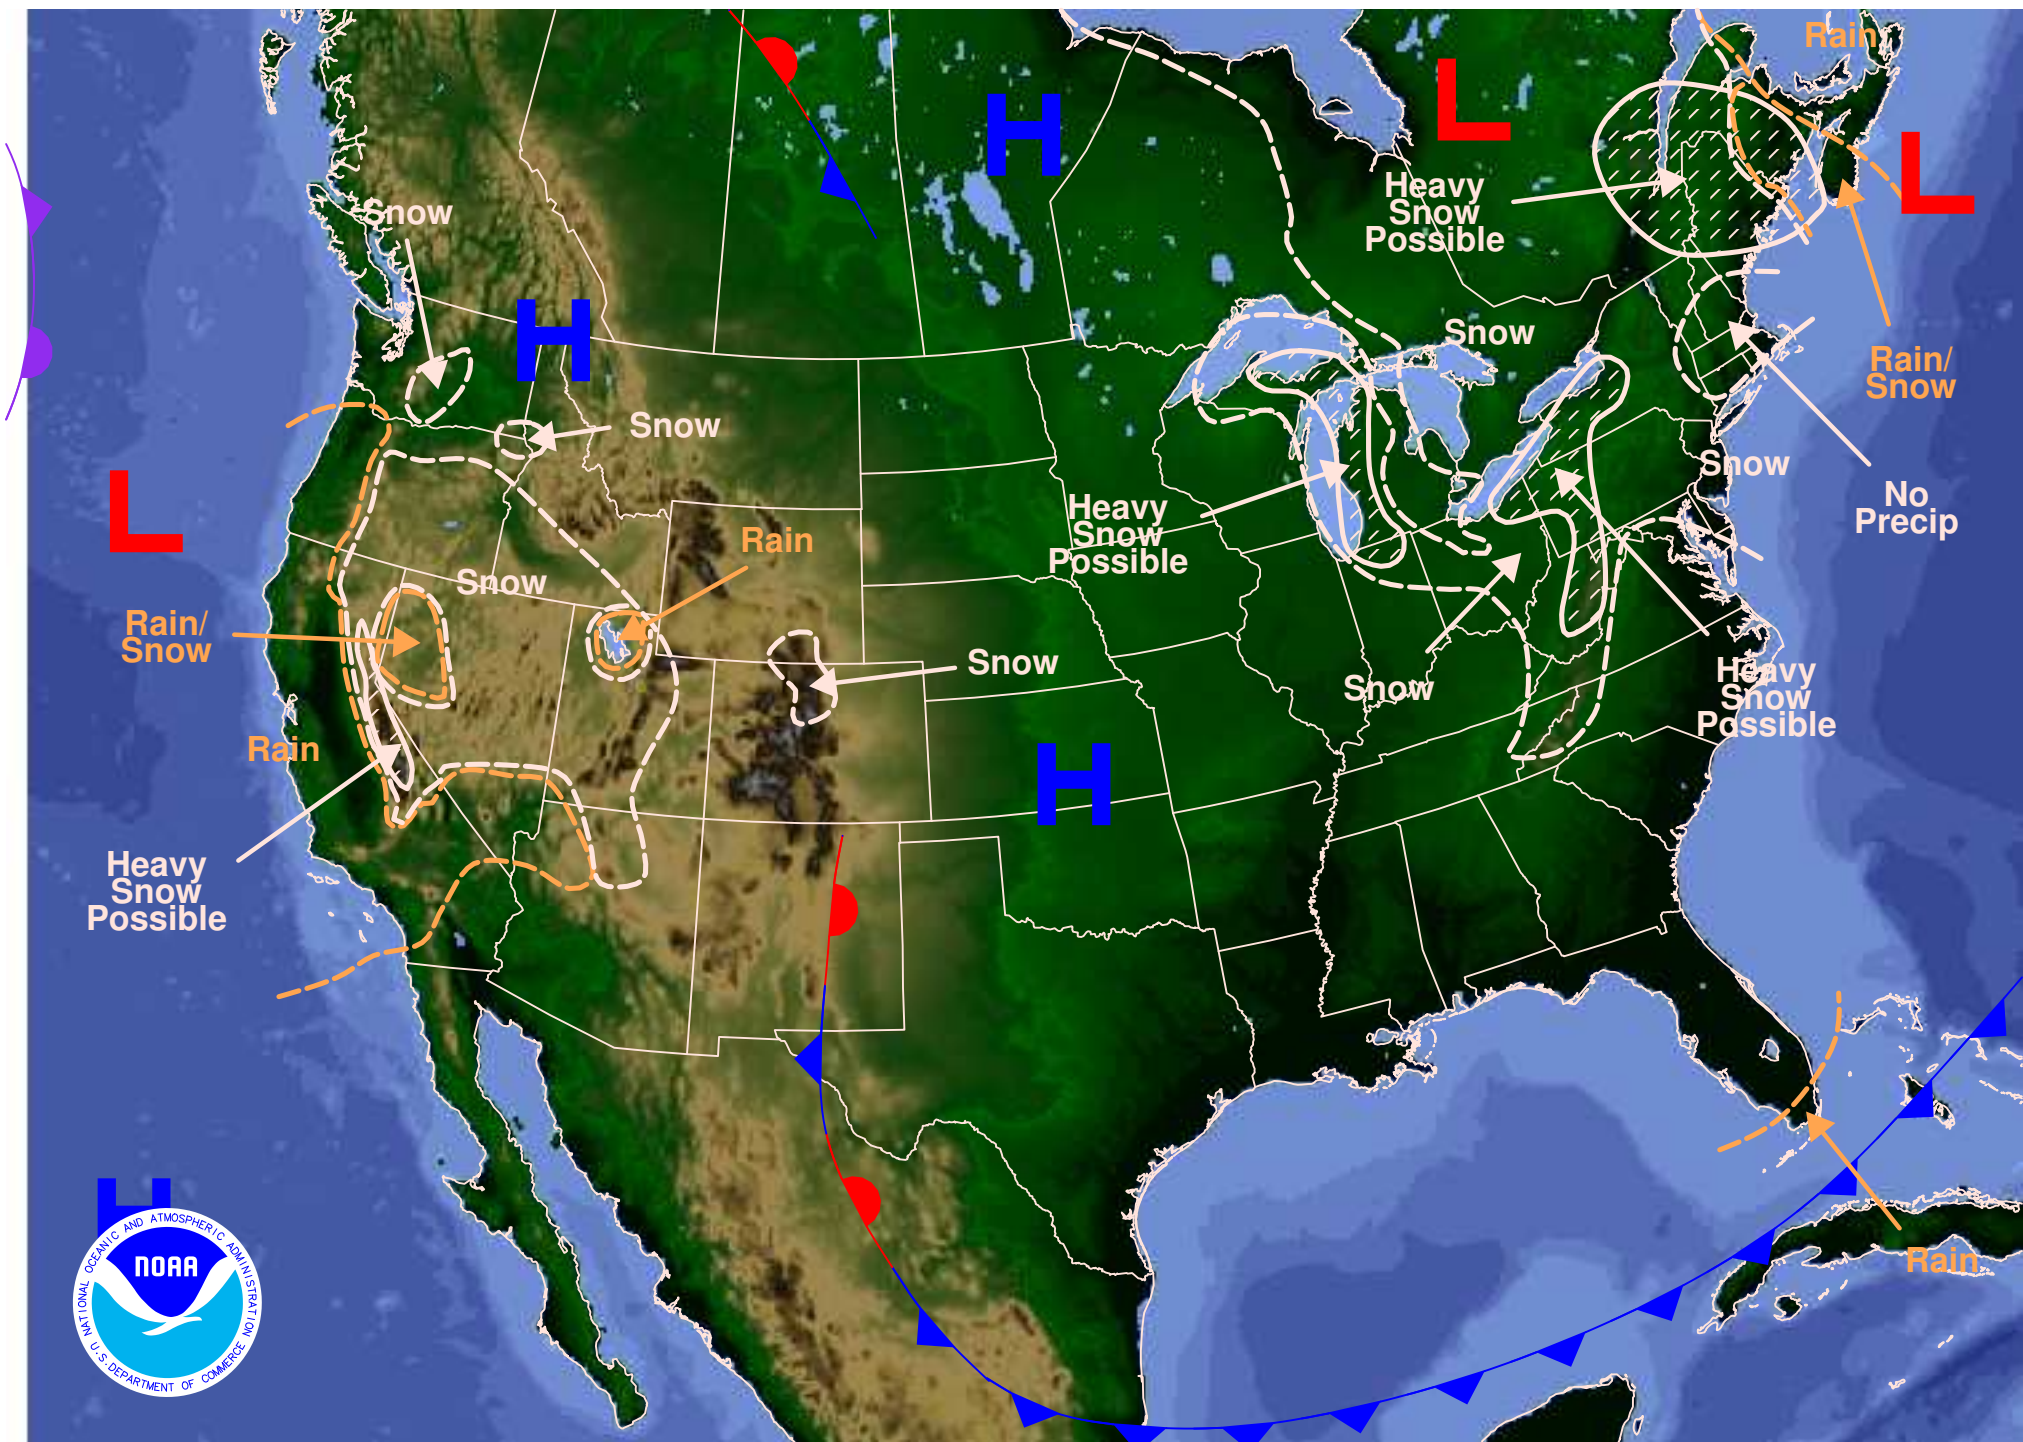 Rain
L
H
L
Heavy
Snow
Possible
Snow
H
Snow
Rain/
Snow
Snow
Snow
L
No
Precip
Heavy
Snow
Possible
Rain
Snow
Rain/
Snow
Snow
Snow
Heavy
Snow
Possible
Rain
H
Heavy
Snow
Possible
H
NATIONAL OCEANIC AND ATMOSPHERIC ADMINISTRATION
NOAA
U.S. DEPARTMENT OF COMMERCE
Rain